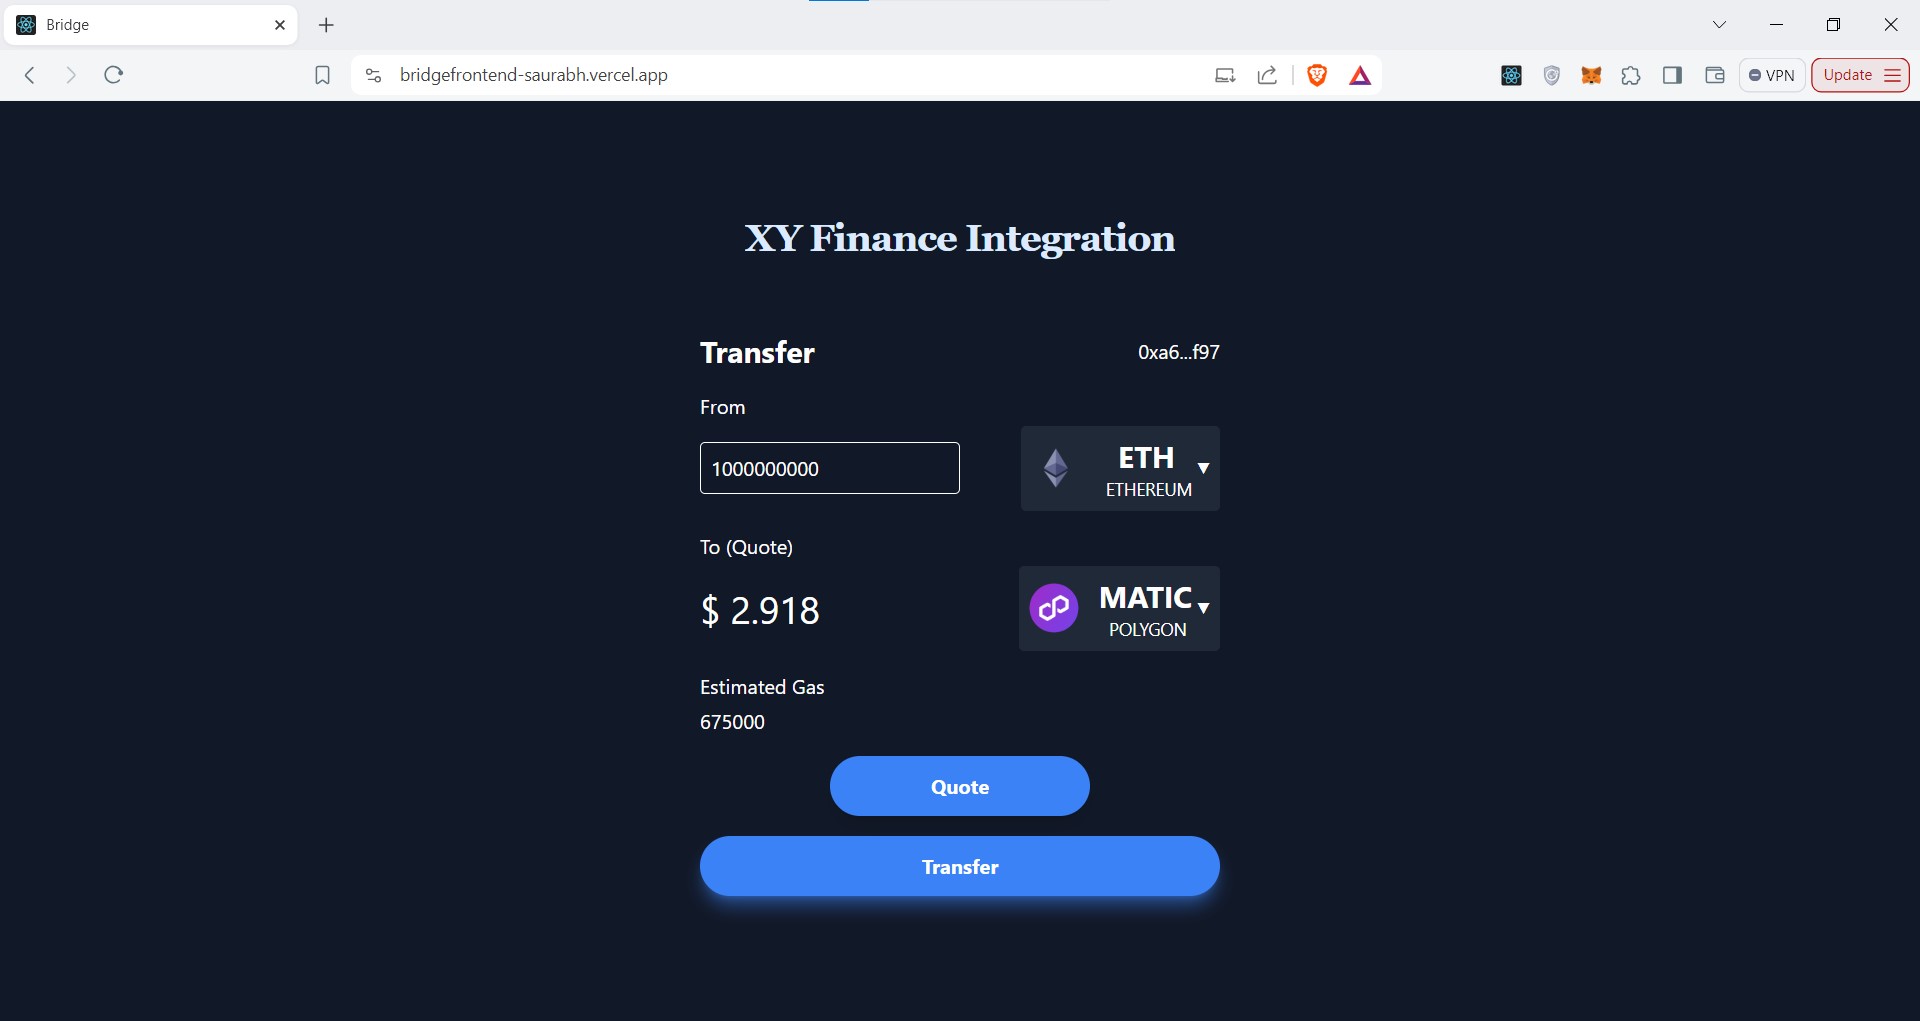 Bridge
bridgefrontend-saurabh.vercel.app
VPN
Update
XY Finance Integration
Transfer
0xa6...f97
From
1000000000
ETH
ETHEREUM
To (Quote)
$ 2.918
MATIC
POLYGON
Estimated Gas
675000
Quote
Transfer